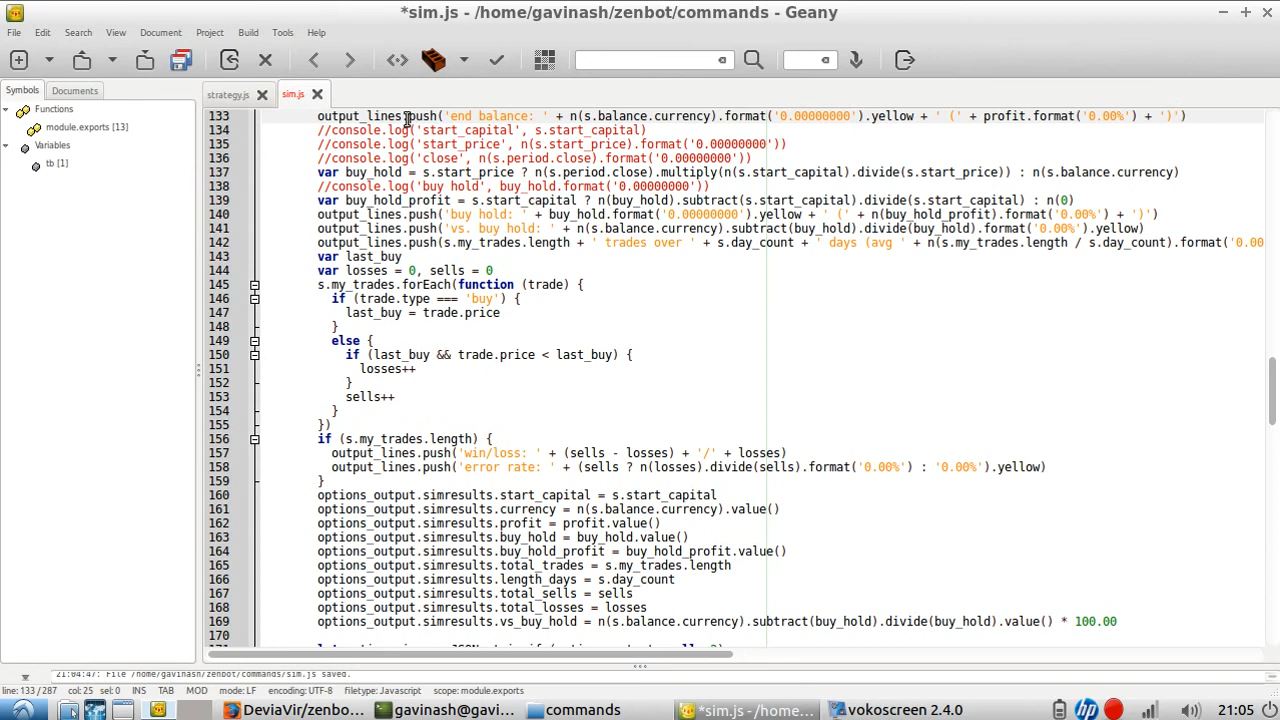 *sim.js - /home/gavinash/zenbot/commands - Geany
File Edit Search View Document Project Build Tools Help
Symbols Documents
strategy.js sim.js
Functions
module.exports [13]
Variables
tb [1]
133 output_lines.push('end balance: ' + n(s.balance.currency).format('0.00000000').yellow + ' (' + profit.format('0.00%') + ')')
134 //console.log('start_capital', s.start_capital)
135 //console.log('start_price', n(s.start_price).format('0.00000000'))
136 //console.log('close', n(s.period.close).format('0.00000000'))
137 var buy_hold = s.start_price ? n(s.period.close).multiply(n(s.start_capital).divide(s.start_price)) : n(s.balance.currency)
138 //console.log('buy hold', buy_hold.format('0.00000000'))
139 var buy_hold_profit = s.start_capital ? n(buy_hold).subtract(s.start_capital).divide(s.start_capital) : n(0)
140 output_lines.push('buy hold: ' + buy_hold.format('0.00000000').yellow + ' (' + n(buy_hold_profit).format('0.00%') + ')')
141 output_lines.push('vs. buy hold: ' + n(s.balance.currency).subtract(buy_hold).divide(buy_hold).format('0.00%').yellow)
142 output_lines.push(s.my_trades.length + ' trades over ' + s.day_count + ' days (avg ' + n(s.my_trades.length / s.day_count).format('0.00
143 var last_buy
144 var losses = 0, sells = 0
145 s.my_trades.forEach(function (trade) {
146 if (trade.type === 'buy') {
147 last_buy = trade.price
148 }
149 else {
150 if (last_buy && trade.price < last_buy) {
151 losses++
152 }
153 sells++
154 }
155 })
156 if (s.my_trades.length) {
157 output_lines.push('win/loss: ' + (sells - losses) + '/' + losses)
158 output_lines.push('error rate: ' + (sells ? n(losses).divide(sells).format('0.00%') : '0.00%').yellow)
159 }
160 options_output.simresults.start_capital = s.start_capital
161 options_output.simresults.currency = n(s.balance.currency).value()
162 options_output.simresults.profit = profit.value()
163 options_output.simresults.buy_hold = buy_hold.value()
164 options_output.simresults.buy_hold_profit = buy_hold_profit.value()
165 options_output.simresults.total_trades = s.my_trades.length
166 options_output.simresults.length_days = s.day_count
167 options_output.simresults.total_sells = sells
168 options_output.simresults.total_losses = losses
169 options_output.simresults.vs_buy_hold = n(s.balance.currency).subtract(buy_hold).divide(buy_hold).value() * 100.00
170
21:04:47: File /home/gavinash/zenbot/commands/sim.js saved.
line: 133 / 287 col: 25 sel: 0 INS TAB MOD mode: LF encoding: UTF-8 filetype: Javascript scope: module.exports
DeviaVir/zenbo... gavinash@gavi... commands *sim.js - /home... vokoscreen 2.4.0 21:05